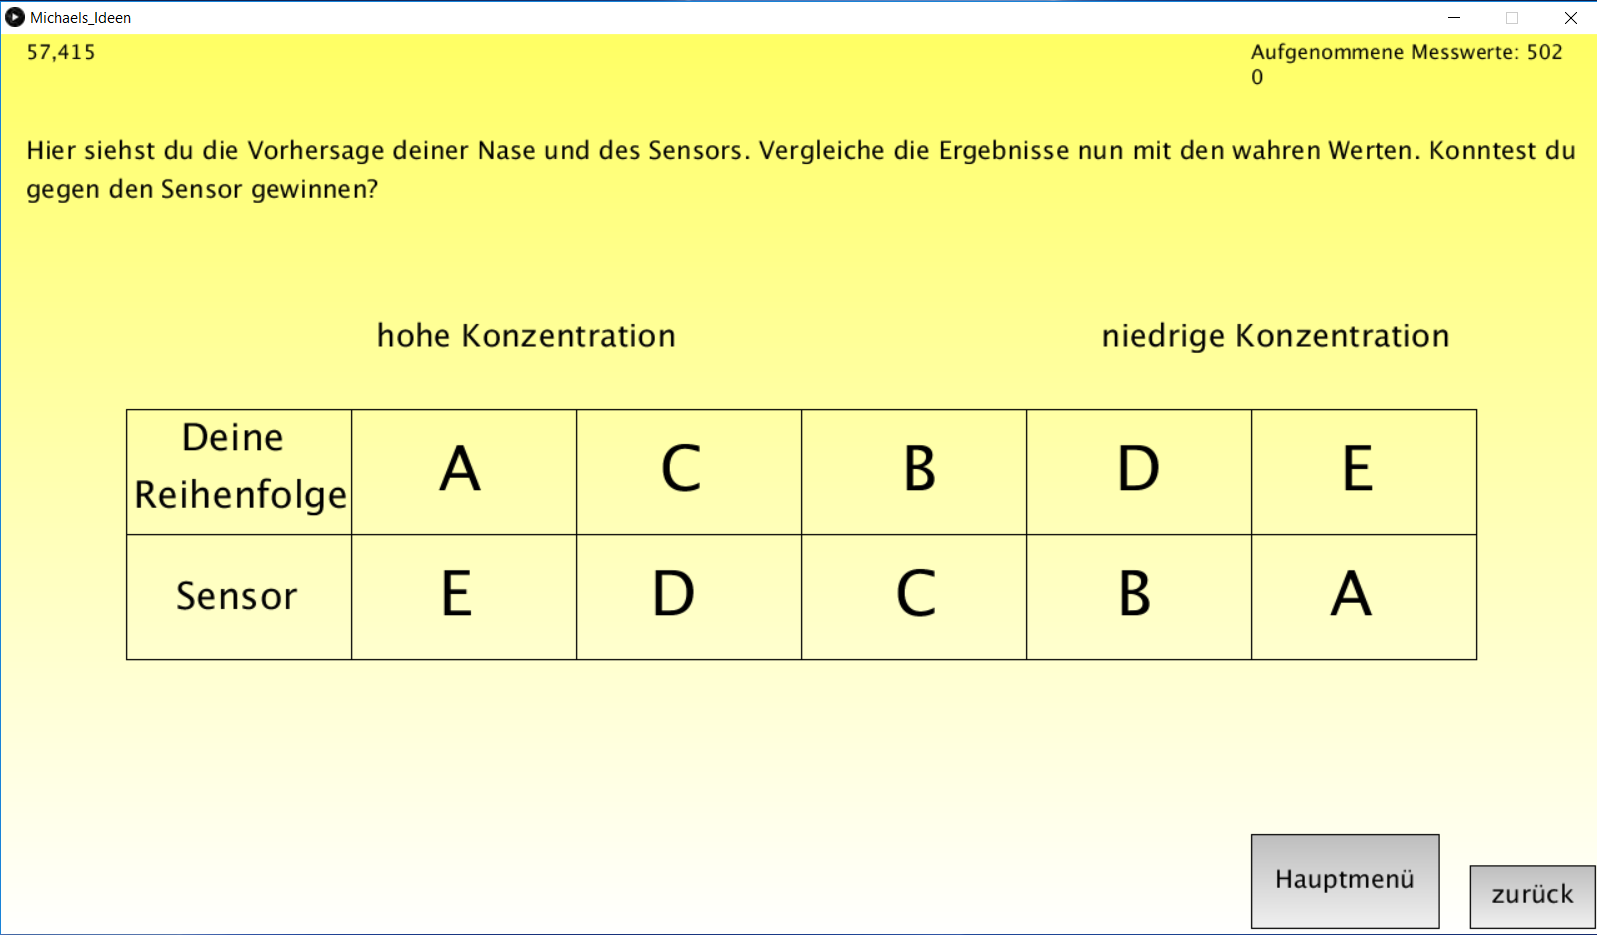 Michaels_Ideen
57,415
Aufgenommene Messwerte: 502
0
Hier siehst du die Vorhersage deiner Nase und des Sensors. Vergleiche die Ergebnisse nun mit den wahren Werten. Konntest du
gegen den Sensor gewinnen?
hohe Konzentration niedrige Konzentration
Deine
Reihenfolge A C B D E
Sensor E D C B A
Hauptmenü
zurück